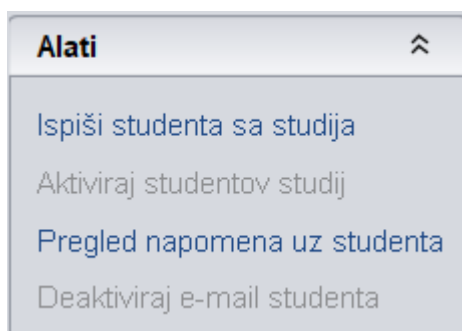 Alati
Ispiši studenta sa studija
Aktiviraj studentov studij
Pregled napomena uz studenta
Deaktiviraj e-mail studenta